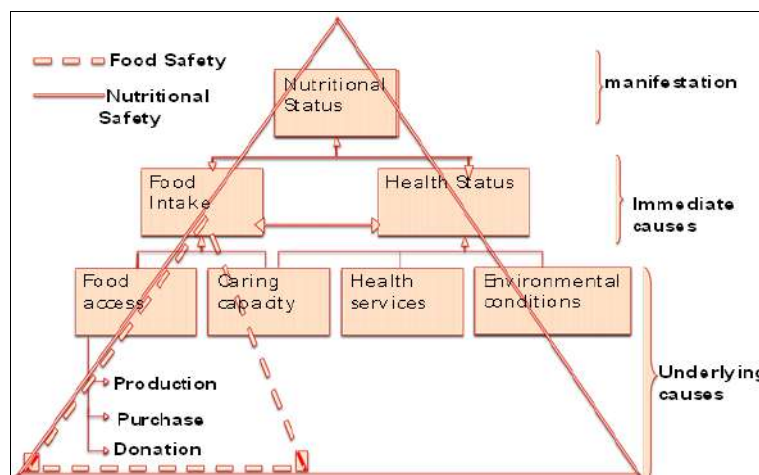 Food Safety
Nutritional
Safety
Nutritional
Status
manifestation
Food
Intake
Health Status
Immediate
causes
Food
access
Caring
capacity
Health
services
Environmental
conditions
Production
Purchase
Donation
Underlying
causes